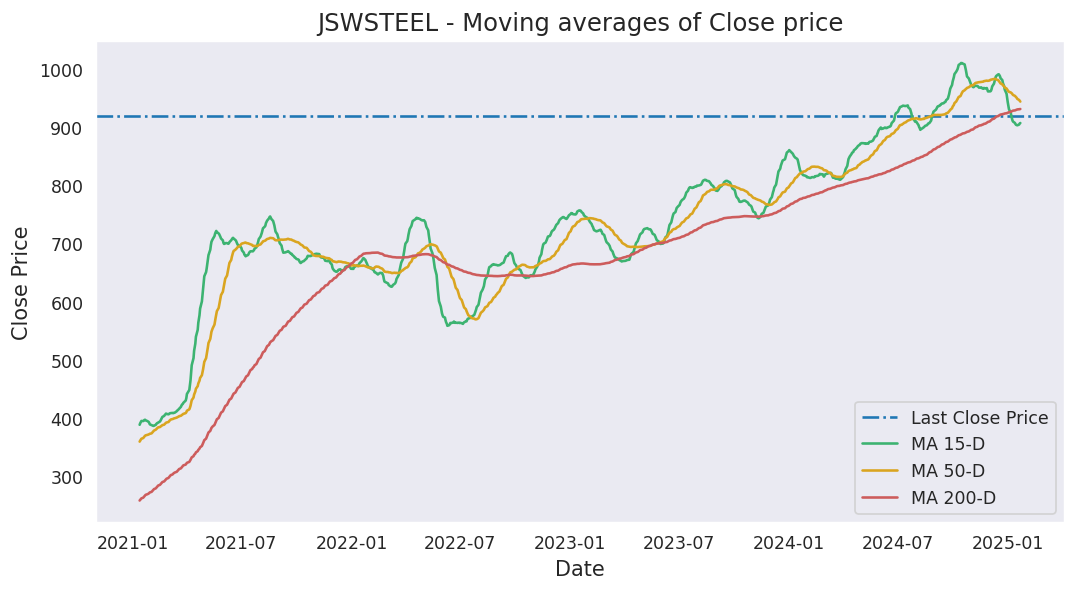 JSWSTEEL - Moving averages of Close price
Close Price
1000
900
800
700
600
500
400
300
Last Close Price
MA 15-D
MA 50-D
MA 200-D
2021-01 2021-07 2022-01 2022-07 2023-01 2023-07 2024-01 2024-07 2025-01
Date